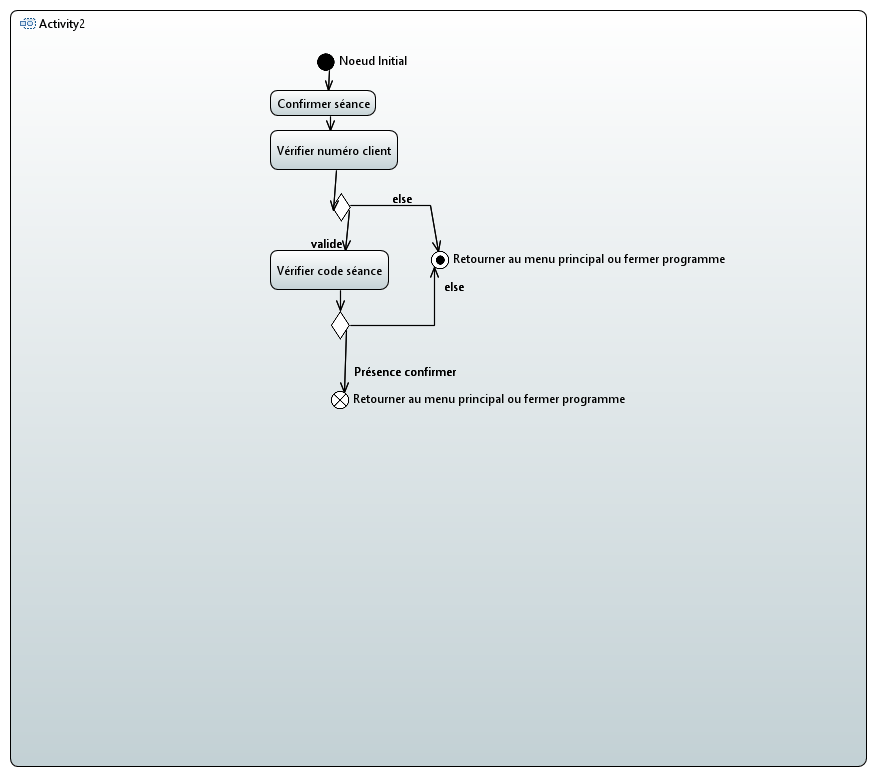 Activity2
Noeud Initial
Confirmer séance
Vérifier numéro client
else
valide
Vérifier code séance
Retourner au menu principal ou fermer programme
else
Présence confirmer
Retourner au menu principal ou fermer programme